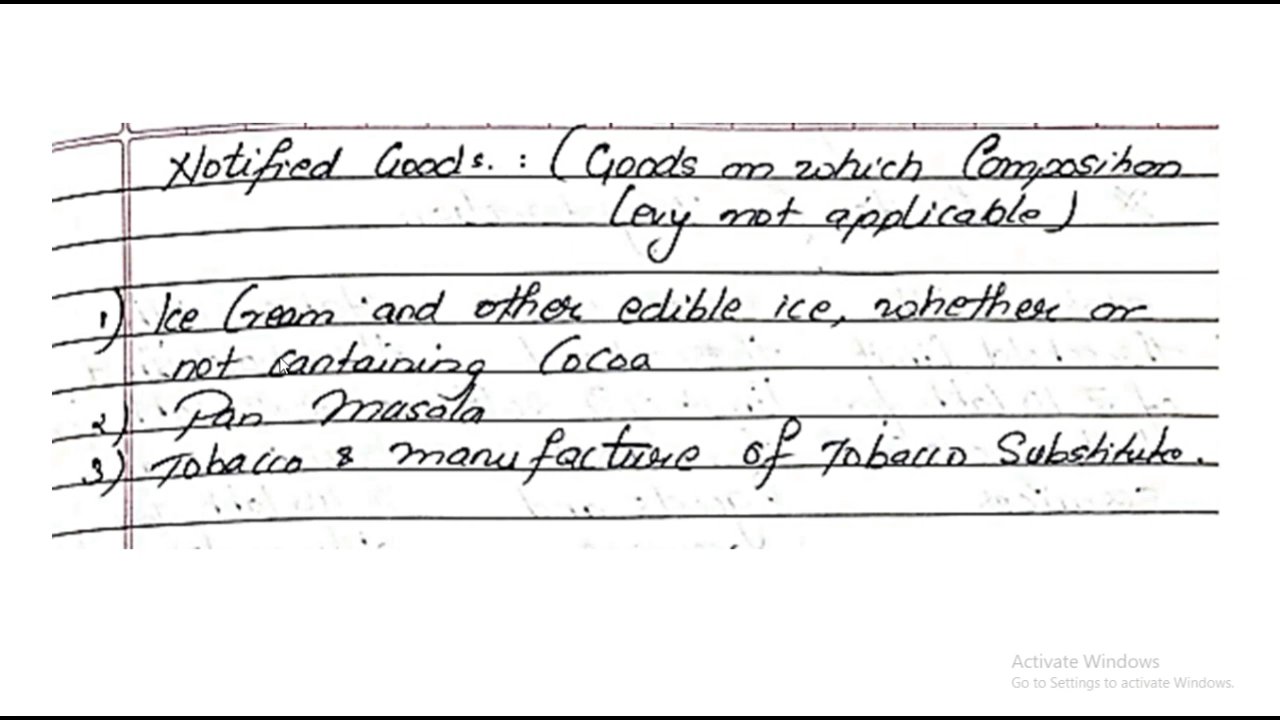 Notified Goods. : (Goods on which Composition
Levy not applicable)
1) Ice Cream and other edible ice, whether or
not containing Cocoa
2) Pan masala
3) Tobacco & manufacture of Tobacco Substitute.
Activate Windows
Go to Settings to activate Windows.